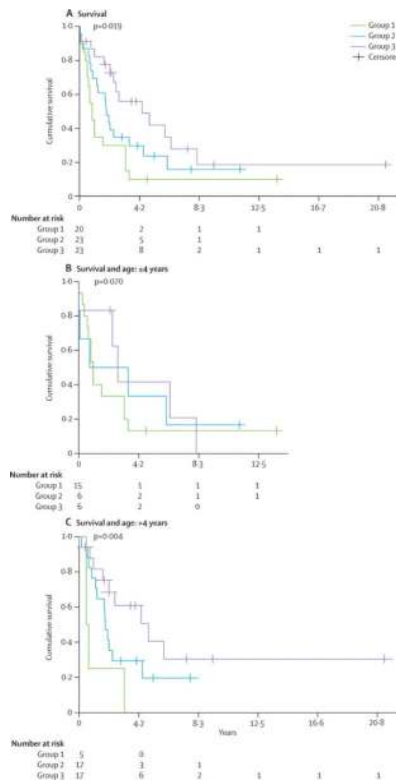 A Survival
p=0·035
Group 1
Group 2
Group 3
Censored
Cumulative survival
1·0
0·8
0·6
0·4
0·2
0 4·2 8·3 12·5 16·7 20·8
Number at risk
Group 1 20 2 1 1
Group 2 23 5 1
Group 3 23 8 2 1 1 1
B Survival and age: ≤4 years
p=0·070
Cumulative survival
1·0
0·8
0·6
0·4
0·2
0 4·2 8·3 12·5
Number at risk
Group 1 15 1 1 1
Group 2 6 2 1 1
Group 3 6 2 0
C Survival and age: >4 years
p=0·004
Cumulative survival
1·0
0·8
0·6
0·4
0·2
0 4·2 8·3 12·5 16·6 20·8
Years
Number at risk
Group 1 5 0
Group 2 17 3 1
Group 3 17 6 2 1 1 1